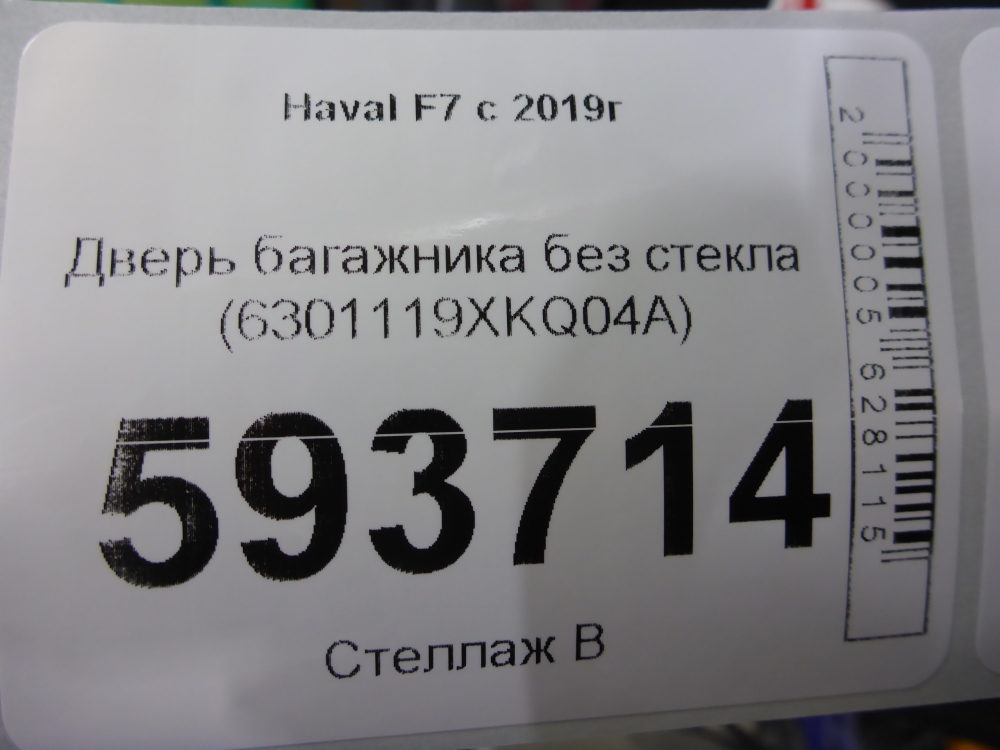 Haval F7 с 2019г
Дверь багажника без стекла
(6301119XKQ04A)
593714
Стеллаж В
2000005628115